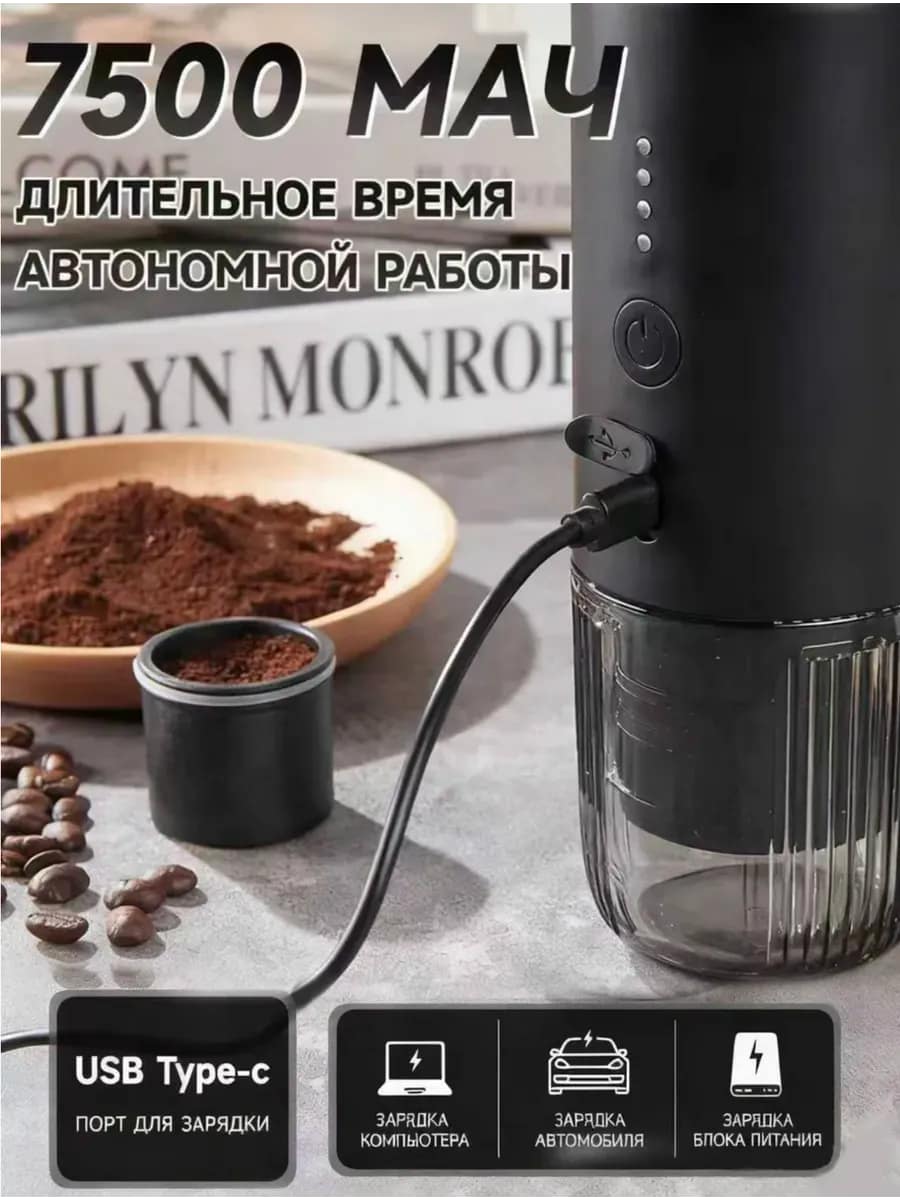 7500 МАЧ
ДЛИТЕЛЬНОЕ ВРЕМЯ
АВТОНОМНОЙ РАБОТЫ
RILYN MONROE
USB Type-c
ПОРТ ДЛЯ ЗАРЯДКИ
ЗАРЯДКА
КОМПЬЮТЕРА
ЗАРЯДКА
АВТОМОБИЛЯ
ЗАРЯДКА
БЛОКА ПИТАНИЯ